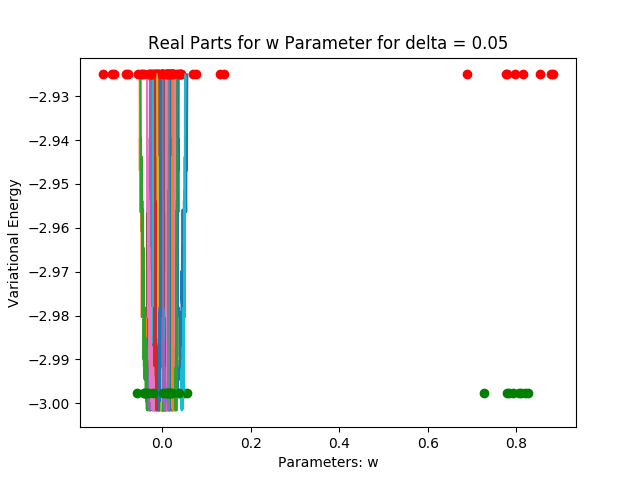 Real Parts for w Parameter for delta = 0.05
−2.93
−2.94
−2.95
−2.96
−2.97
−2.98
−2.99
−3.00
Variational Energy
0.0 0.2 0.4 0.6 0.8
Parameters: w